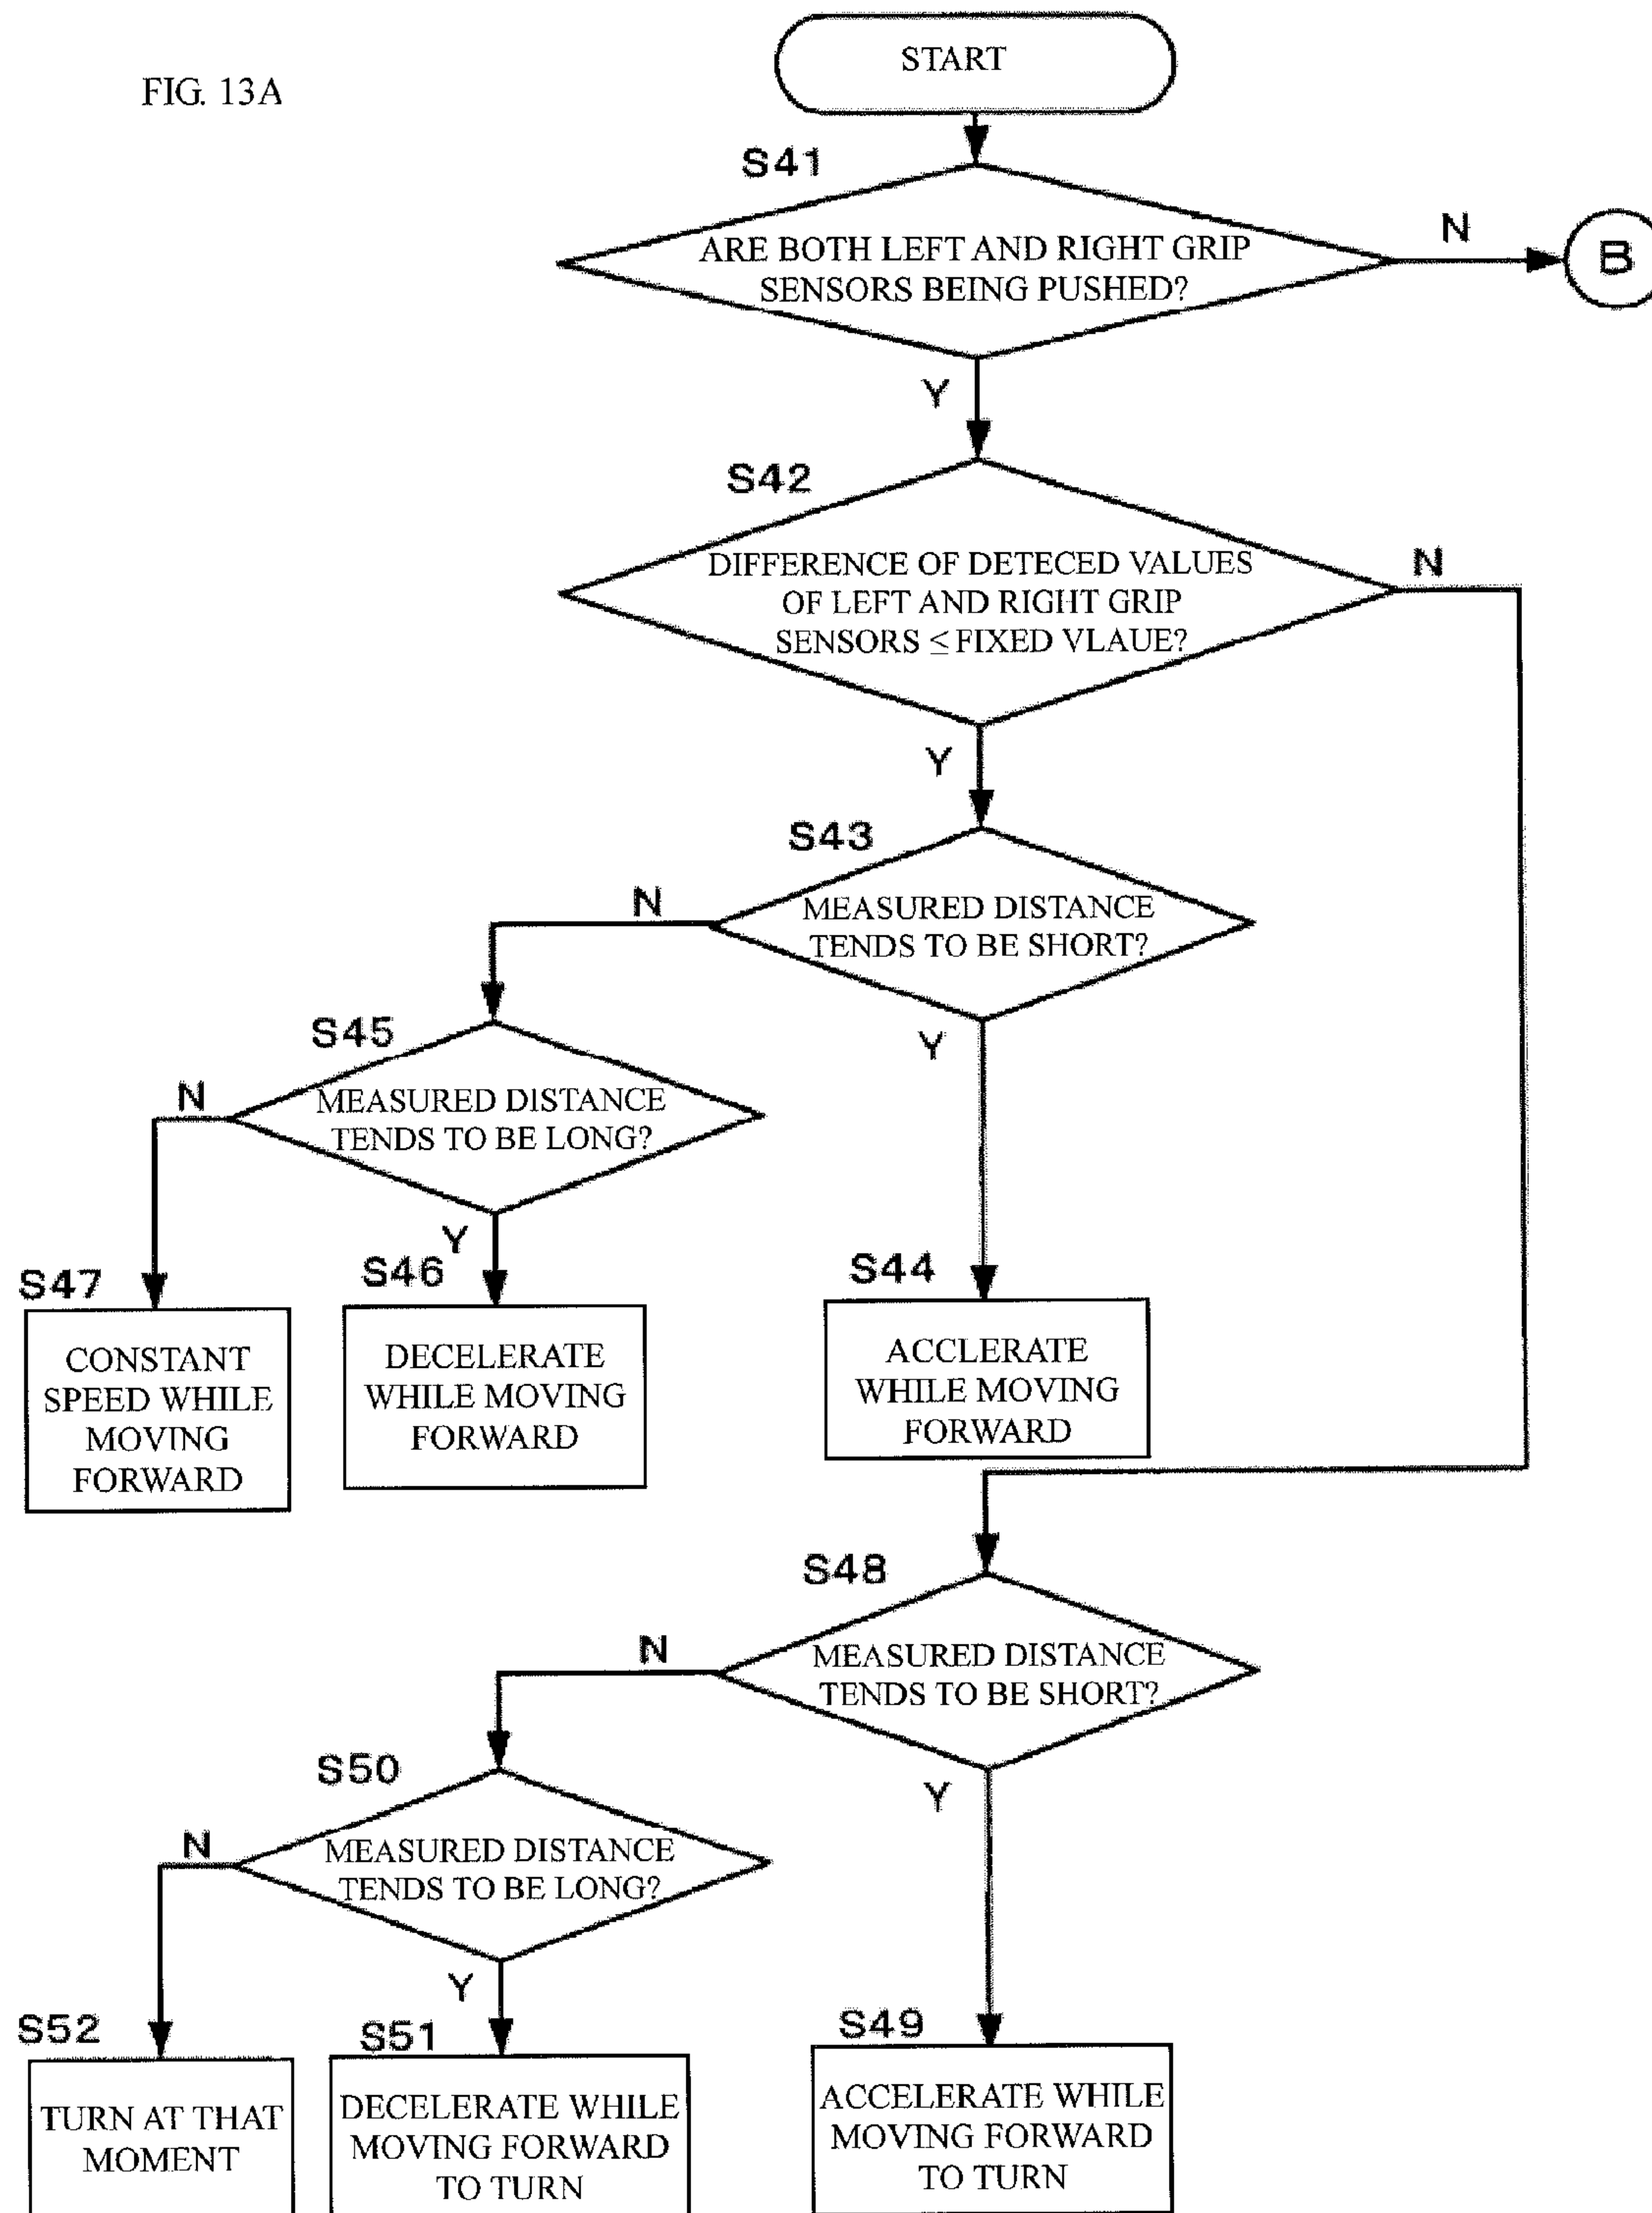 FIG. 13A
START
S41
ARE BOTH LEFT AND RIGHT GRIP
SENSORS BEING PUSHED?
N
B
Y
S42
DIFFERENCE OF DETECED VALUES
OF LEFT AND RIGHT GRIP
SENSORS ≤ FIXED VLAUE?
N
Y
S43
MEASURED DISTANCE
TENDS TO BE SHORT?
N
Y
S45
MEASURED DISTANCE
TENDS TO BE LONG?
N
Y
S47
CONSTANT
SPEED WHILE
MOVING
FORWARD
S46
DECELERATE
WHILE MOVING
FORWARD
S44
ACCLERATE
WHILE MOVING
FORWARD
S48
MEASURED DISTANCE
TENDS TO BE SHORT?
N
Y
S50
MEASURED DISTANCE
TENDS TO BE LONG?
N
Y
S52
TURN AT THAT
MOMENT
S51
DECELERATE WHILE
MOVING FORWARD
TO TURN
S49
ACCELERATE WHILE
MOVING FORWARD
TO TURN